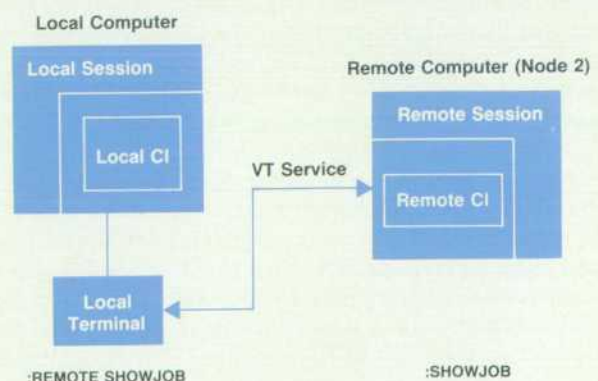 Local Computer
Local Session
Local CI
Local
Terminal
:REMOTE SHOWJOB
VT Service
Remote Computer (Node 2)
Remote Session
Remote CI
:SHOWJOB